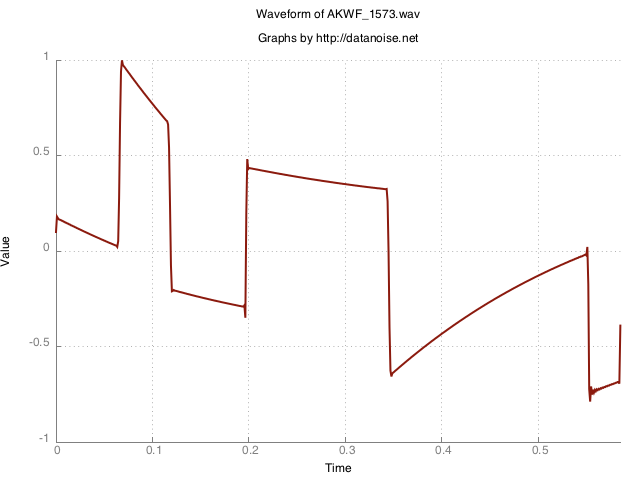 Waveform of AKWF_1573.wav
Graphs by http://datanoise.net
1
0.5
0
-0.5
-1
Value
0 0.1 0.2 0.3 0.4 0.5
Time